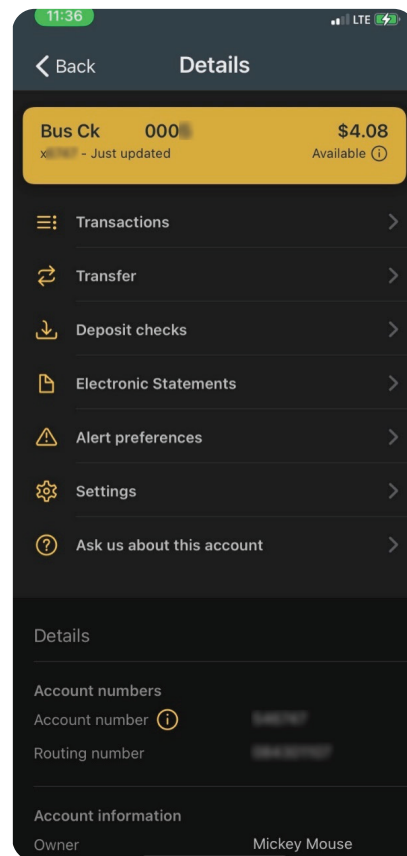 11:36
LTE
Back Details
Bus Ck 000
$4.08
x - Just updated
Available
Transactions
Transfer
Deposit checks
Electronic Statements
Alert preferences
Settings
Ask us about this account
Details
Account numbers
Account number
Routing number
Account information
Owner Mickey Mouse